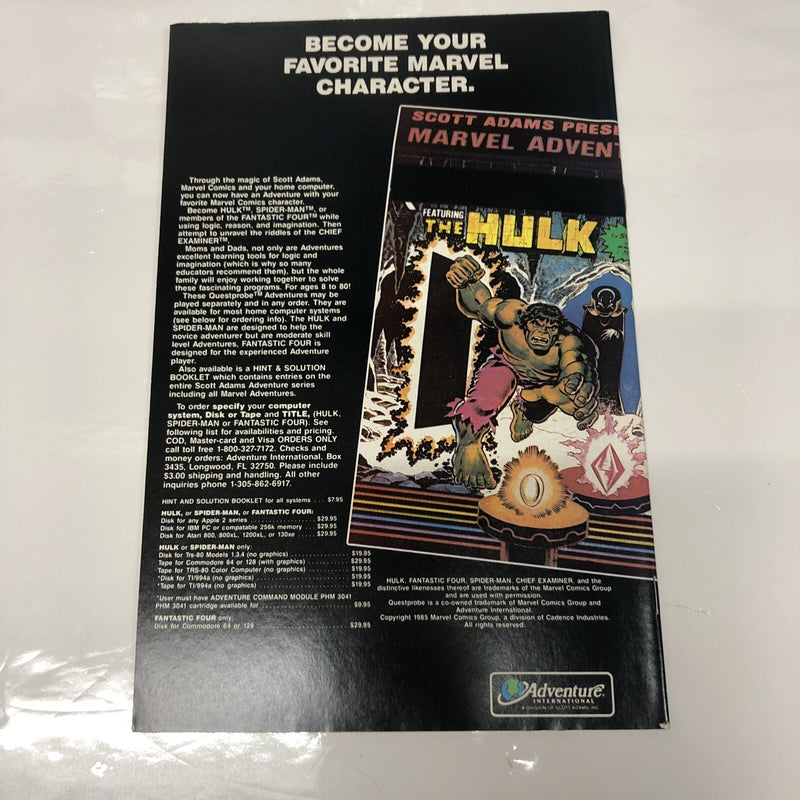 BECOME YOUR
FAVORITE MARVEL
CHARACTER.
SCOTT ADAMS PRES
MARVEL ADVEN
FEATURING
THE HULK
Through the magic of Scott Adams,
Marvel Comics and your home computer,
you can now have an Adventure with your
favorite Marvel Comics character.
Become HULK™, SPIDER-MAN™, or
members of the FANTASTIC FOUR™ while
using logic, reason, and imagination. Then
attempt to unravel the riddles of the CHIEF
EXAMINER™.
Moms and Dads, not only are Adventures
excellent learning tools for logic and
imagination (which is why so many
educators recommend them), but the whole
family will enjoy working together to solve
these fascinating programs. For ages 8 to 80!
These Questprobe™ Adventures may be
played separately and in any order. They are
available for most home computer systems
(see below for ordering info). The HULK and
SPIDER-MAN are designed to help the
novice adventurer but are moderate skill
level Adventures, FANTASTIC FOUR is
designed for the experienced Adventure
player.
Also available is a HINT & SOLUTION
BOOKLET which contains entries on the
entire Scott Adams Adventure series
including all Marvel Adventures.
To order specify your computer
system, Disk or Tape and TITLE, (HULK,
SPIDER-MAN or FANTASTIC FOUR). See
following list for availabilities and pricing.
COD, Master-card and Visa ORDERS ONLY
call toll free 1-800-327-7172. Checks and
money orders: Adventure International, Box
3435, Longwood, FL 32750. Please include
$3.00 shipping and handling. All other
inquiries phone 1-305-862-6917.
HINT AND SOLUTION BOOKLET for all systems ... $7.95
HULK, or SPIDER-MAN, or FANTASTIC FOUR:
Disk for any Apple 2 series ................ $29.95
Disk for IBM PC or compatable 256k memory .... $29.95
Disk for Atari 800, 800xL, 1200xL, or 130xe ... $29.95
HULK or SPIDER-MAN only:
Disk for Trs-80 Models 1,3,4 (no graphics) ........ $19.95
Tape for Commodore 64 or 128 (with graphics) ..... $29.95
Tape for TRS-80 Color Computer (no graphics) ..... $19.95
*Disk for TI/994a (no graphics) ................ $19.95
*Tape for TI/994a (no graphics) ................ $19.95
*User must have ADVENTURE COMMAND MODULE PHM 3041
PHM 3041 cartridge available for ................ $9.95
FANTASTIC FOUR only:
Disk for Commodore 64 or 128 ................ $29.95
HULK, FANTASTIC FOUR, SPIDER-MAN, CHIEF EXAMINER, and the
distinctive likenesses thereof are trademarks of the Marvel Comics Group
and are used with permission.
Questprobe is a co-owned trademark of Marvel Comics Group and
Adventure International.
Copyright 1985 Marvel Comics Group, a division of Cadence Industries.
All rights reserved.
Adventure
INTERNATIONAL
A DIVISION OF SCOTT ADAMS, INC.